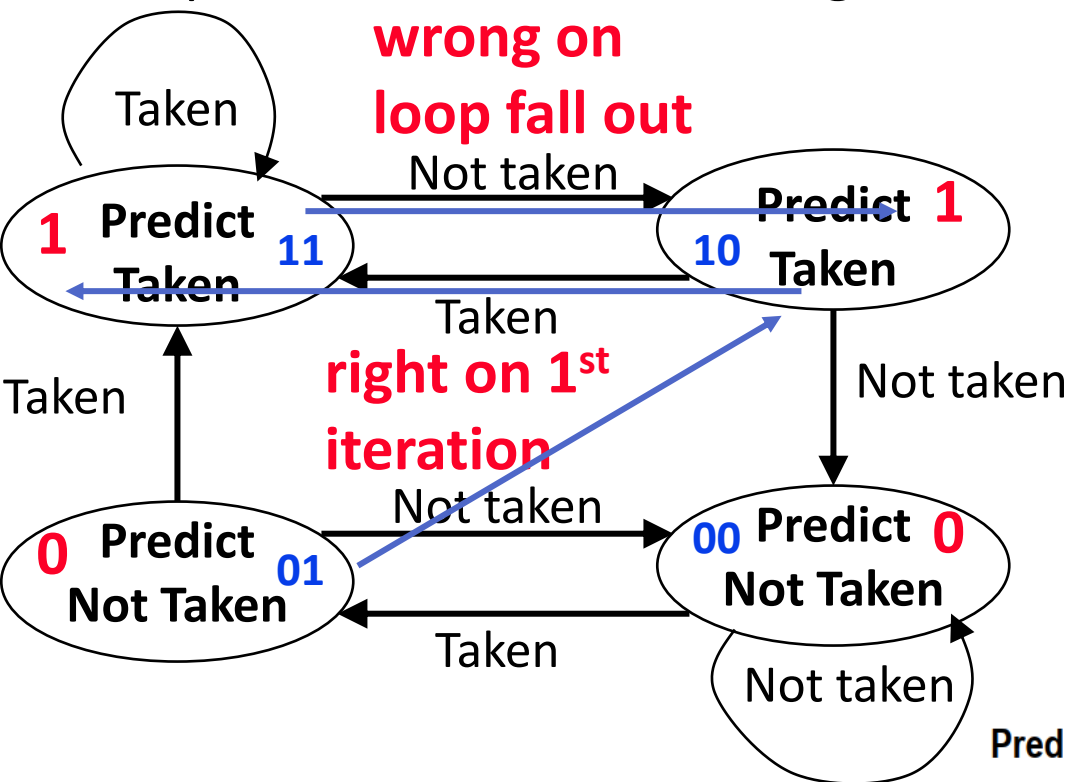 wrong on
loop fall out
Taken
Not taken
1 Predict
Taken
11
Predict 1
10
Taken
Taken
right on 1st
iteration
Taken
Not taken
Not taken
0 Predict
01
Not Taken
00 Predict 0
Not Taken
Taken
Not taken
Pred